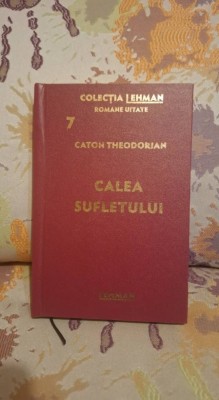 COLECȚIA LEHMAN
ROMANE UITATE
7
CATON THEODORIAN
CALEA
SUFLETULUI